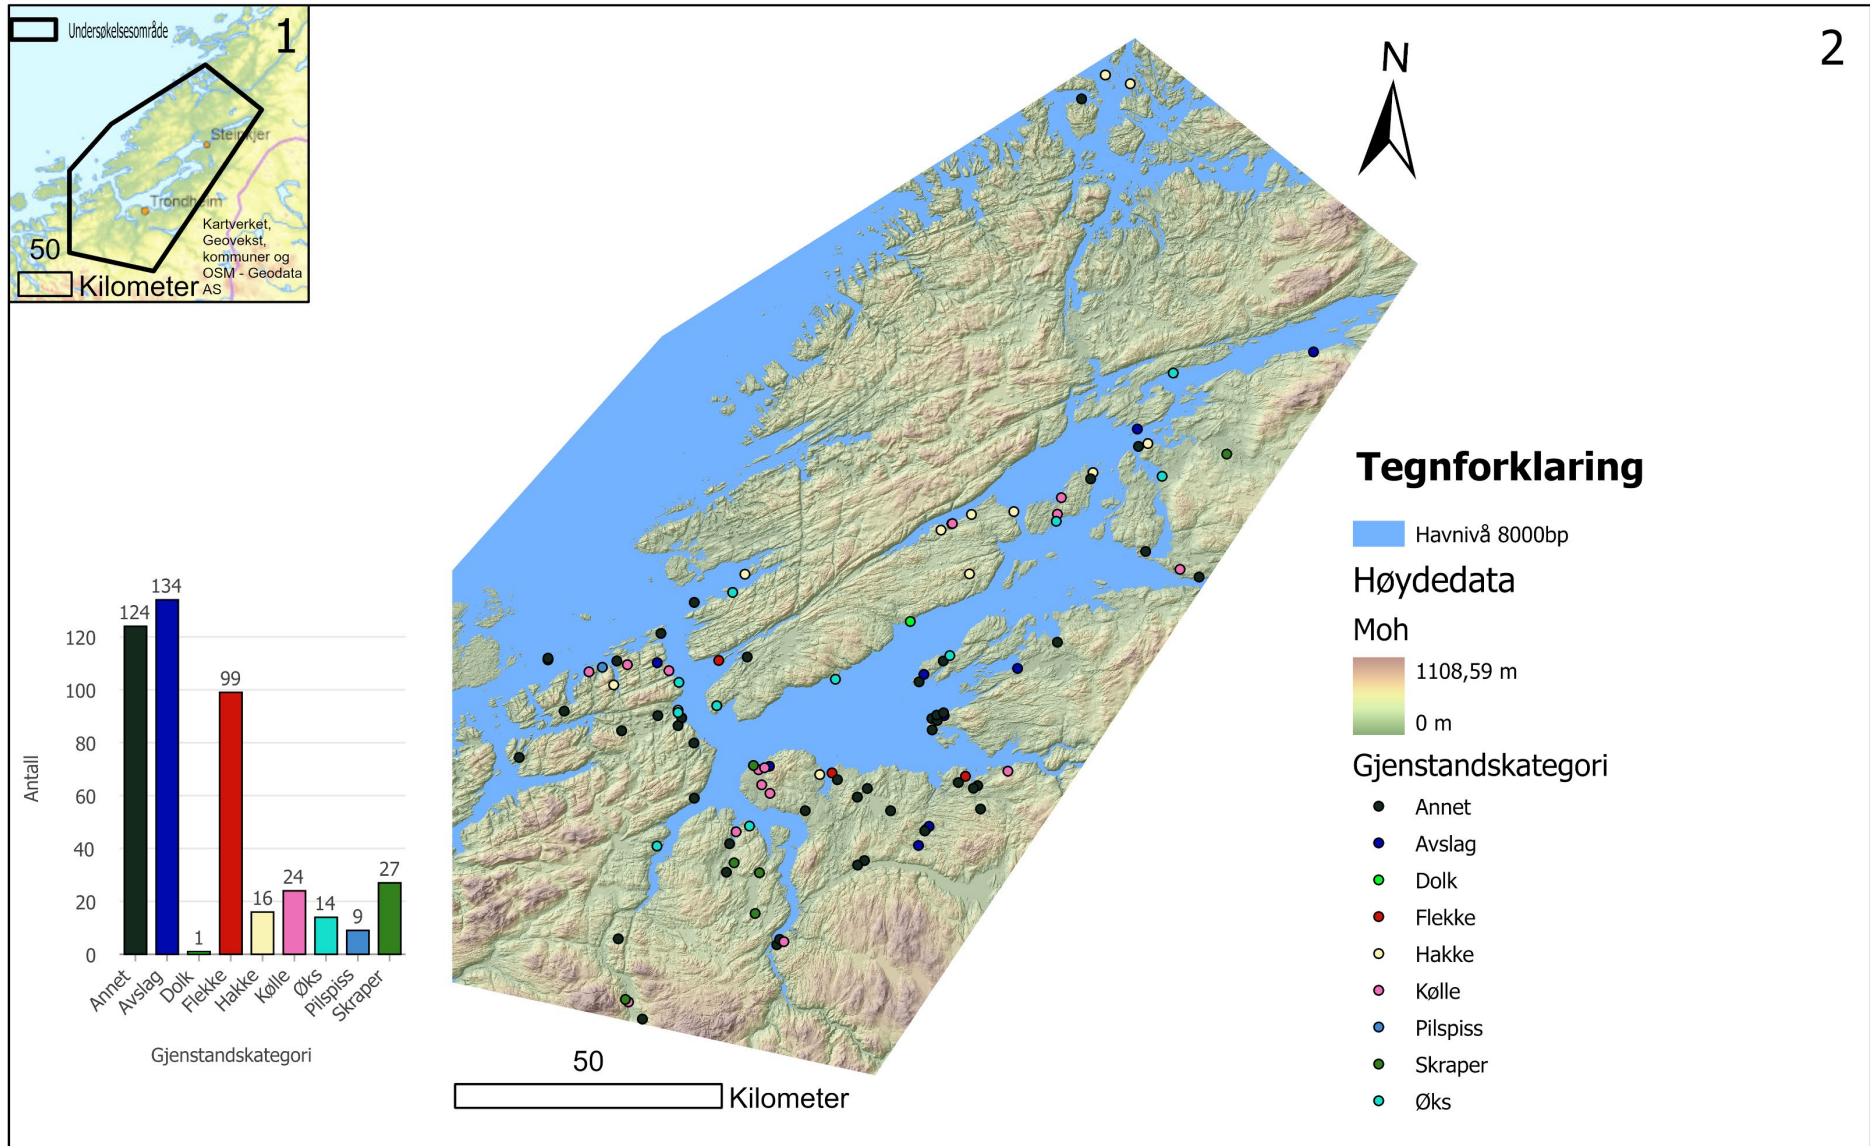 Undersøkelsesområde
1
Steinkjer
Trondheim
Kartverket,
Geovekst,
kommuner og
OSM - Geodata
AS
50
Kilometer
2
N
Tegnforklaring
Havnivå 8000bp
Høydedata
Moh
1108,59 m
0 m
Gjenstandskategori
Annet
Avslag
Dolk
Flekke
Hakke
Kølle
Pilspiss
Skraper
Øks
Antall
120
100
80
60
40
20
0
124
134
1
99
16
24
14
9
27
Annet
Avslag
Dolk
Flekke
Hakke
Kølle
Øks
Pilspiss
Skraper
Gjenstandskategori
50
Kilometer